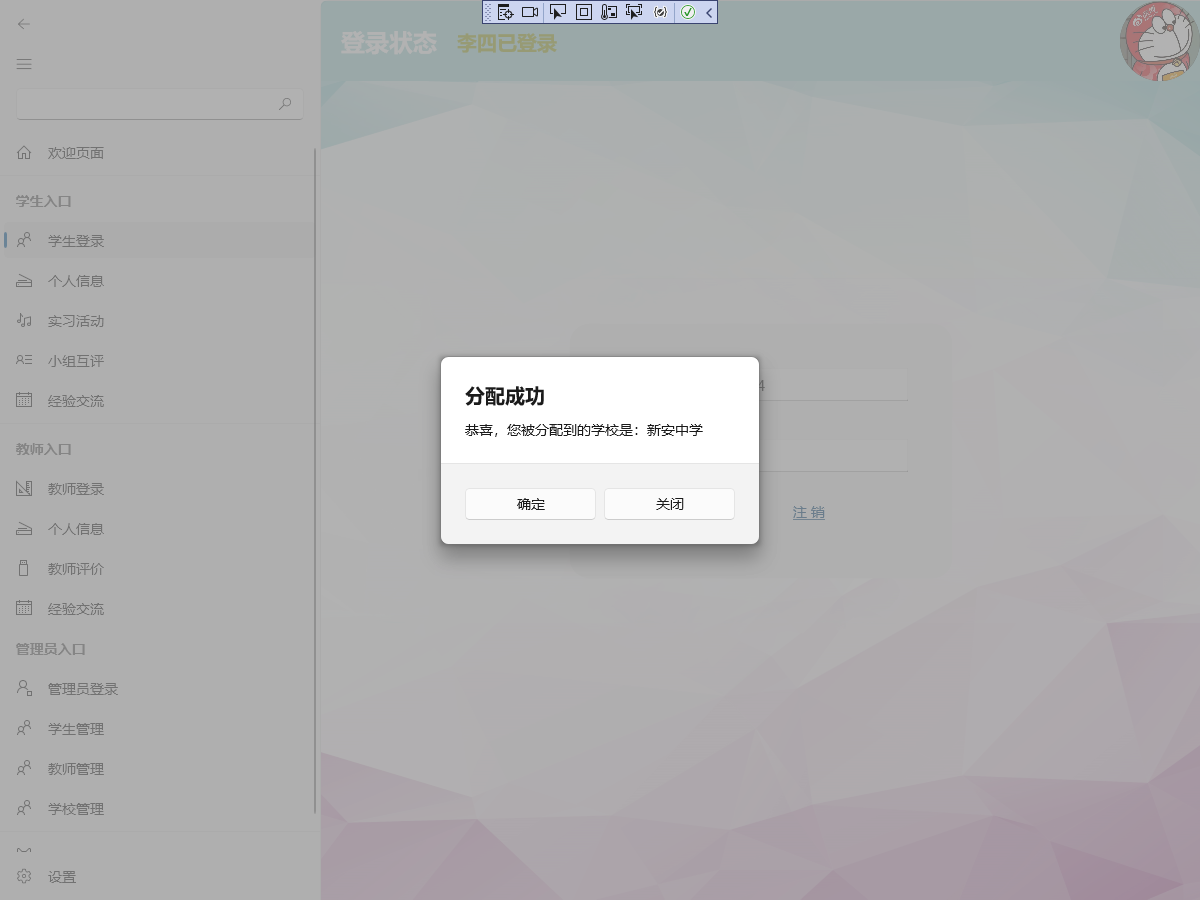 登录状态 李四已登录
欢迎页面
学生入口
学生登录
个人信息
实习活动
小组互评
经验交流
教师入口
教师登录
个人信息
教师评价
经验交流
管理员入口
管理员登录
学生管理
教师管理
学校管理
设置
4
分配成功
恭喜，您被分配到的学校是：新安中学
确定 关闭
注 销